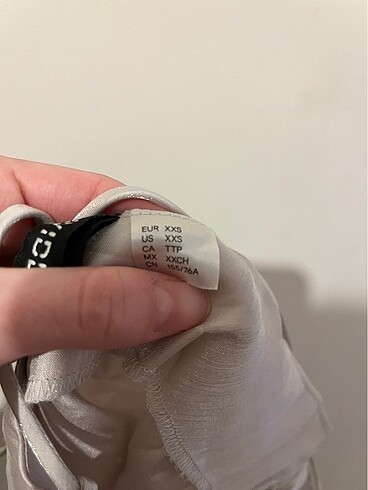 EUR XXS
US XXS
CA TTP
MX XXCH
CN 155/76A